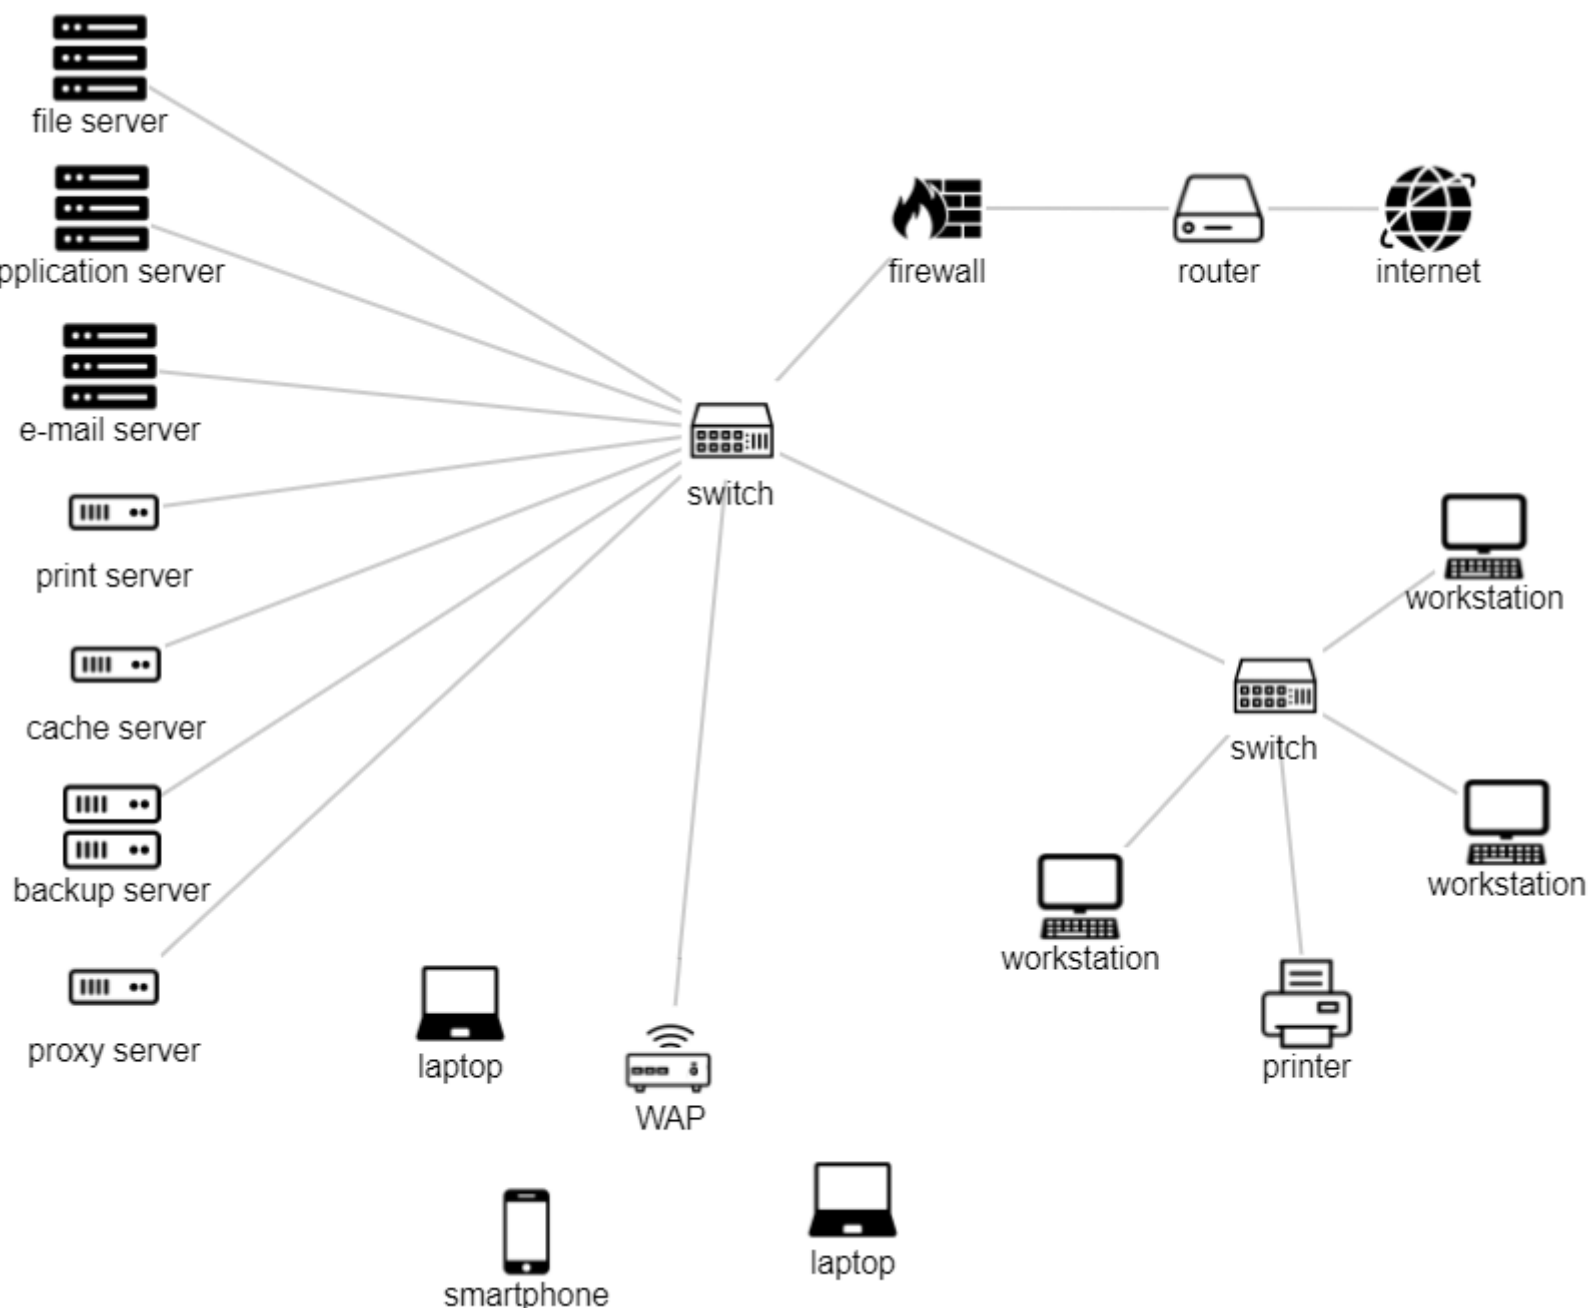 file server
pplication server
firewall
router
internet
e-mail server
switch
print server
workstation
cache server
switch
backup server
workstation
workstation
proxy server
laptop
printer
WAP
laptop
smartphone